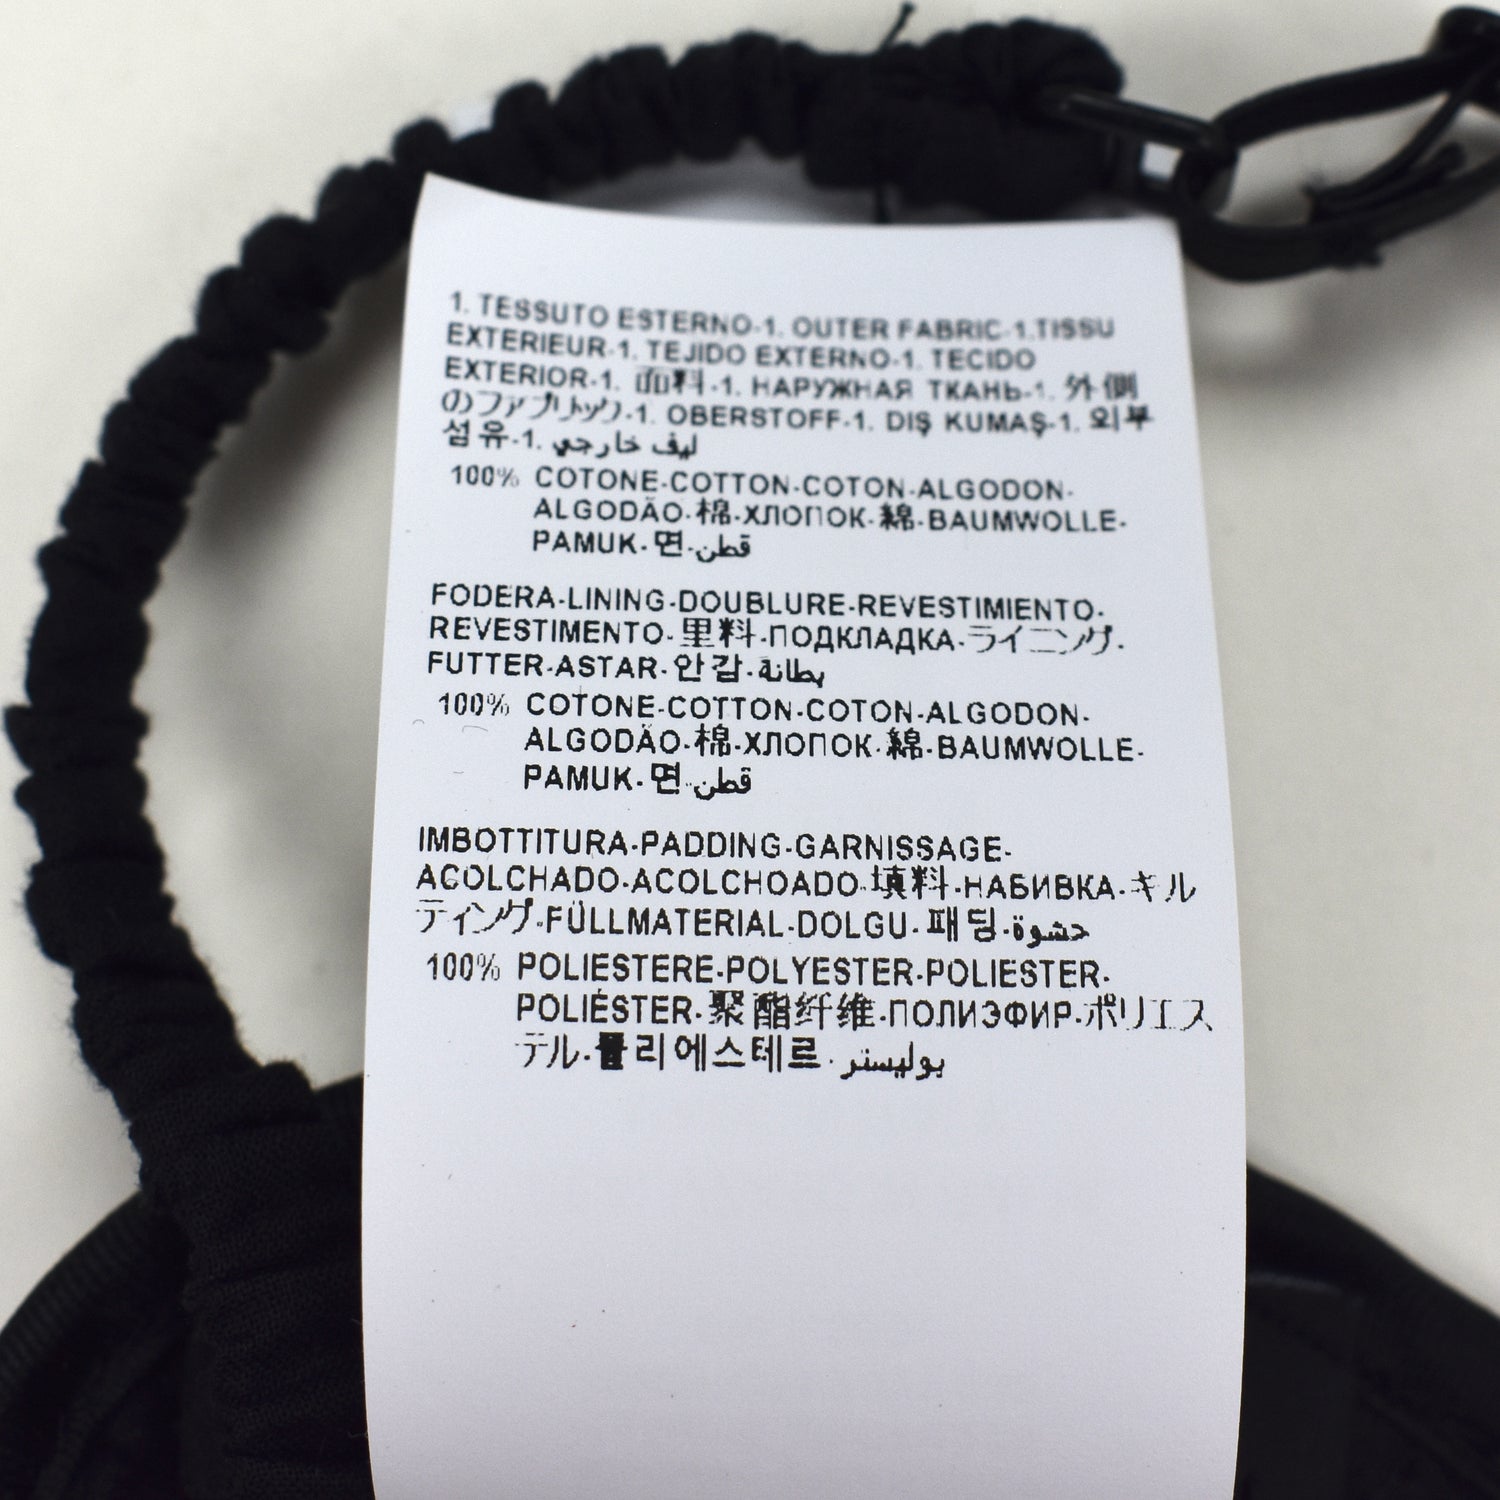 1. TESSUTO ESTERNO-1. OUTER FABRIC-1.TISSU
EXTERIEUR-1. TEJIDO EXTERNO-1. TECIDO
EXTERIOR-1. 面料-1. НАРУЖНАЯ ТКАНЬ-1. 外側
のファブリック-1. OBERSTOFF-1. DIŞ KUMAŞ-1. 외부
섬유-1. ليف خارجي
100% COTONE-COTTON-COTON-ALGODON-
ALGODÃO-棉-ХЛОПОК-綿-BAUMWOLLE-
PAMUK-면-قطن
FODERA-LINING-DOUBLURE-REVESTIMIENTO-
REVESTIMENTO-里料-ПОДКЛАДКА-ライニング-
FUTTER-ASTAR-안감-بطانة
100% COTONE-COTTON-COTON-ALGODON-
ALGODÃO-棉-ХЛОПОК-綿-BAUMWOLLE-
PAMUK-면-قطن
IMBOTTITURA-PADDING-GARNISSAGE-
ACOLCHADO-ACOLCHOADO-填料-НАБИВКА-キル
ティング-FÜLLMATERIAL-DOLGU-패딩-حشوة
100% POLIESTERE-POLYESTER-POLIESTER-
POLIÉSTER-聚酯纤维-ПОЛИЭФИР-ポリエス
テル-폴리에스테르-بوليستر